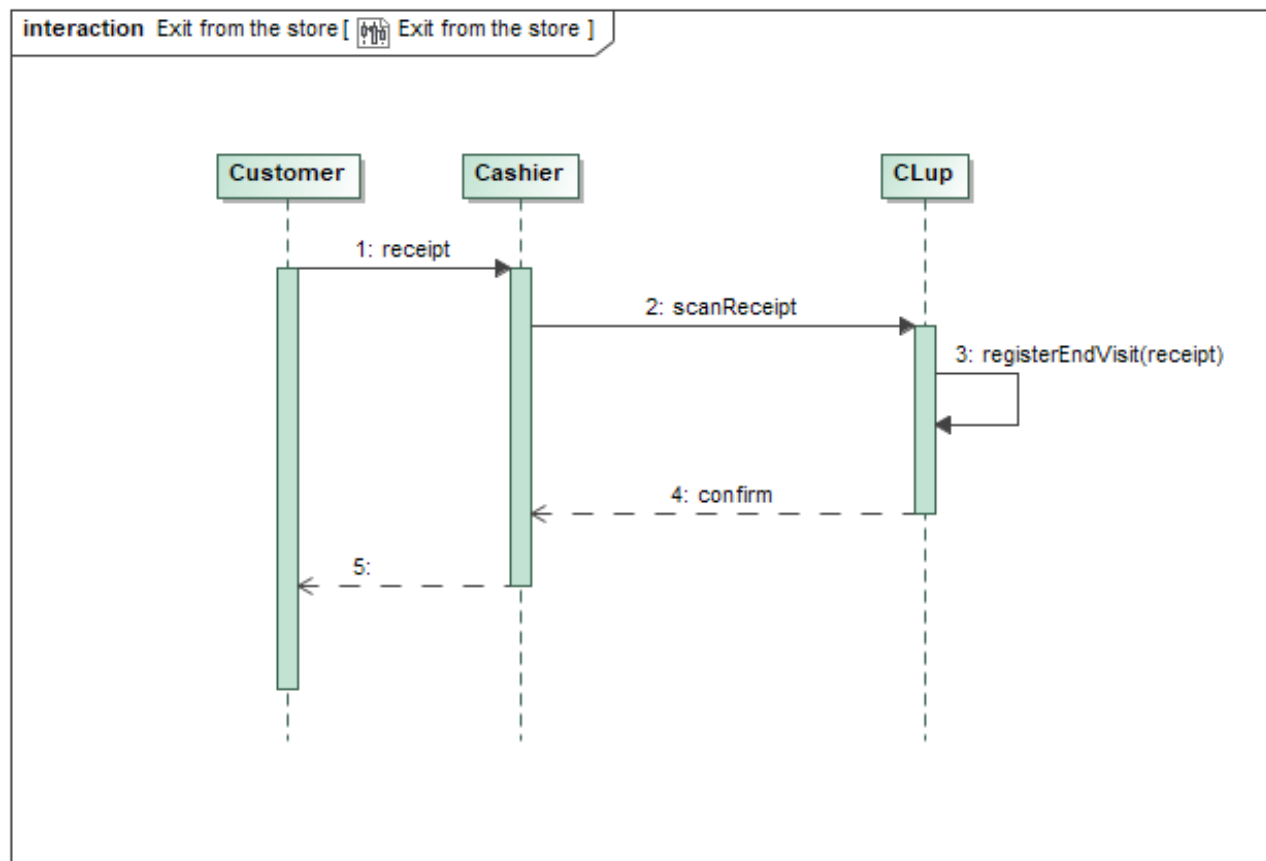 interaction Exit from the store [ Exit from the store ]
Customer
Cashier
CLup
1: receipt
2: scanReceipt
3: registerEndVisit(receipt)
4: confirm
5: